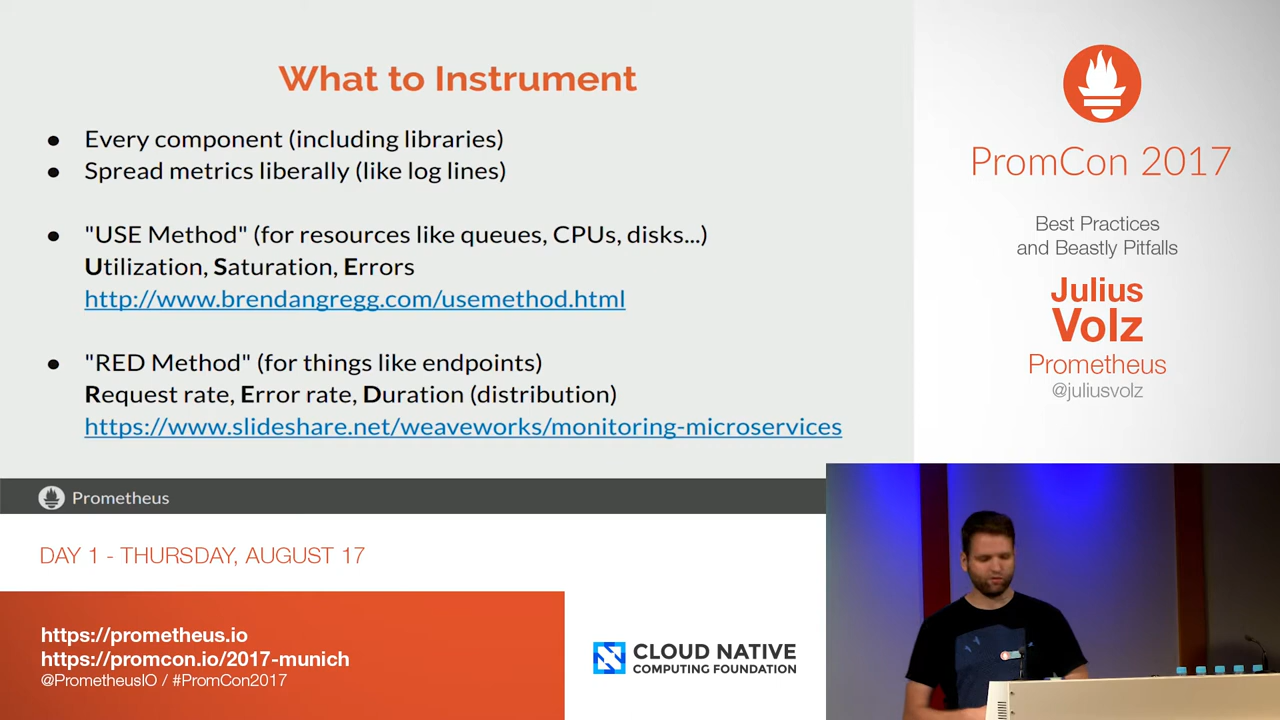 What to Instrument
● Every component (including libraries)
● Spread metrics liberally (like log lines)
● "USE Method" (for resources like queues, CPUs, disks...)
Utilization, Saturation, Errors
http://www.brendangregg.com/usemethod.html
● "RED Method" (for things like endpoints)
Request rate, Error rate, Duration (distribution)
https://www.slideshare.net/weaveworks/monitoring-microservices
Prometheus
PromCon 2017
Best Practices
and Beastly Pitfalls
Julius
Volz
Prometheus
@juliusvolz
DAY 1 - THURSDAY, AUGUST 17
https://prometheus.io
https://promcon.io/2017-munich
@PrometheusIO / #PromCon2017
CLOUD NATIVE
COMPUTING FOUNDATION